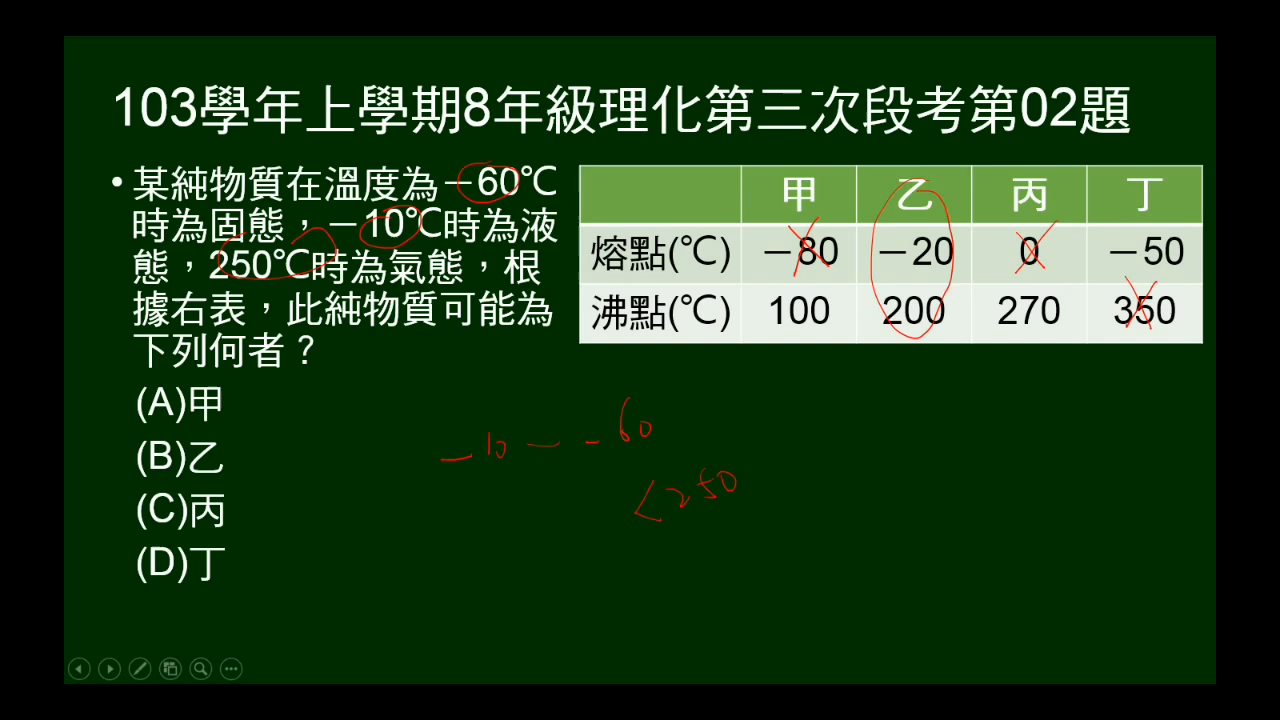 103學年上學期8年級理化第三次段考第02題
• 某純物質在溫度為－60℃
時為固態，－10℃時為液
態，250℃時為氣態，根
據右表，此純物質可能為
下列何者？
(A)甲
(B)乙
(C)丙
(D)丁
甲 乙 丙 丁
熔點(℃) －80 －20 0 －50
沸點(℃) 100 200 270 350
－10 — －60
<250